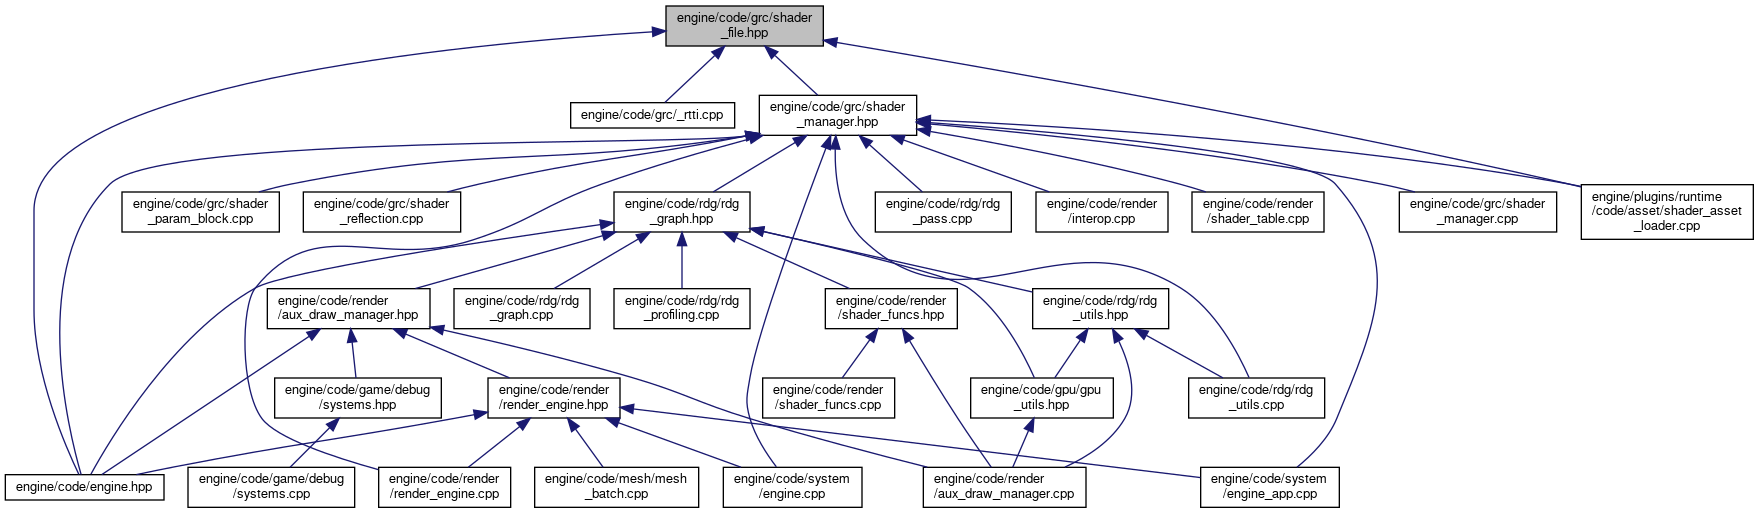 engine/code/grc/shader
_file.hpp
engine/code/grc/_rtti.cpp
engine/code/grc/shader
_manager.hpp
engine/code/grc/shader
_param_block.cpp
engine/code/grc/shader
_reflection.cpp
engine/code/rdg/rdg
_graph.hpp
engine/code/rdg/rdg
_pass.cpp
engine/code/render
/interop.cpp
engine/code/render
/shader_table.cpp
engine/code/grc/shader
_manager.cpp
engine/plugins/runtime
/code/asset/shader_asset
_loader.cpp
engine/code/render
/aux_draw_manager.hpp
engine/code/rdg/rdg
_graph.cpp
engine/code/rdg/rdg
_profiling.cpp
engine/code/render
/shader_funcs.hpp
engine/code/rdg/rdg
_utils.hpp
engine/code/game/debug
/systems.hpp
engine/code/render
/render_engine.hpp
engine/code/render
/shader_funcs.cpp
engine/code/gpu/gpu
_utils.hpp
engine/code/rdg/rdg
_utils.cpp
engine/code/engine.hpp
engine/code/game/debug
/systems.cpp
engine/code/render
/render_engine.cpp
engine/code/mesh/mesh
_batch.cpp
engine/code/system
/engine.cpp
engine/code/render
/aux_draw_manager.cpp
engine/code/system
/engine_app.cpp